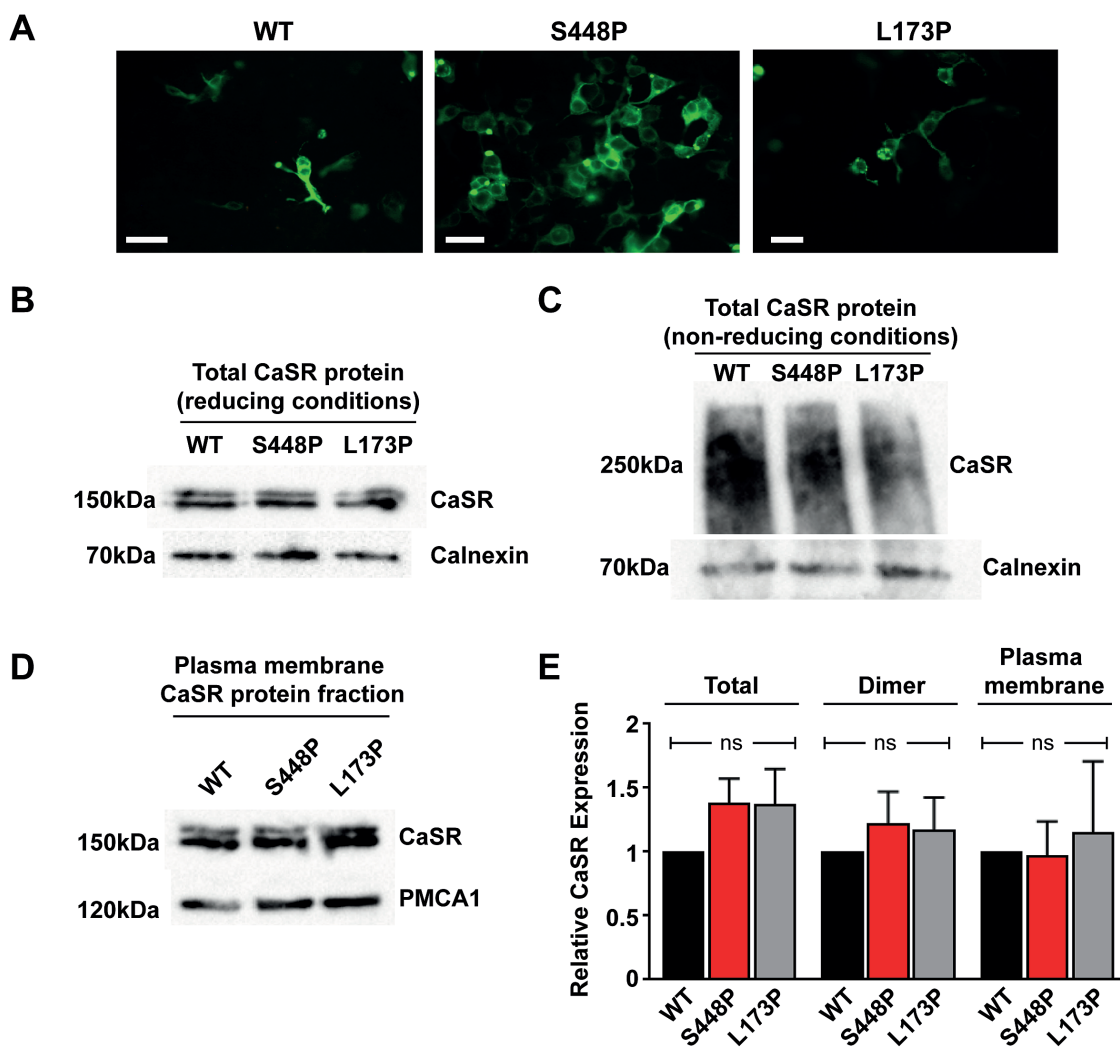 A
WT
S448P
L173P
B
Total CaSR protein
(reducing conditions)
WT
S448P
L173P
150kDa
CaSR
70kDa
Calnexin
C
Total CaSR protein
(non-reducing conditions)
WT
S448P
L173P
250kDa
CaSR
70kDa
Calnexin
D
Plasma membrane
CaSR protein fraction
WT
S448P
L173P
150kDa
CaSR
120kDa
PMCA1
E
Total
Dimer
Plasma
membrane
Relative CaSR Expression
2
1.5
1
0.5
0
ns
ns
ns
WT
S448P
L173P
WT
S448P
L173P
WT
S448P
L173P